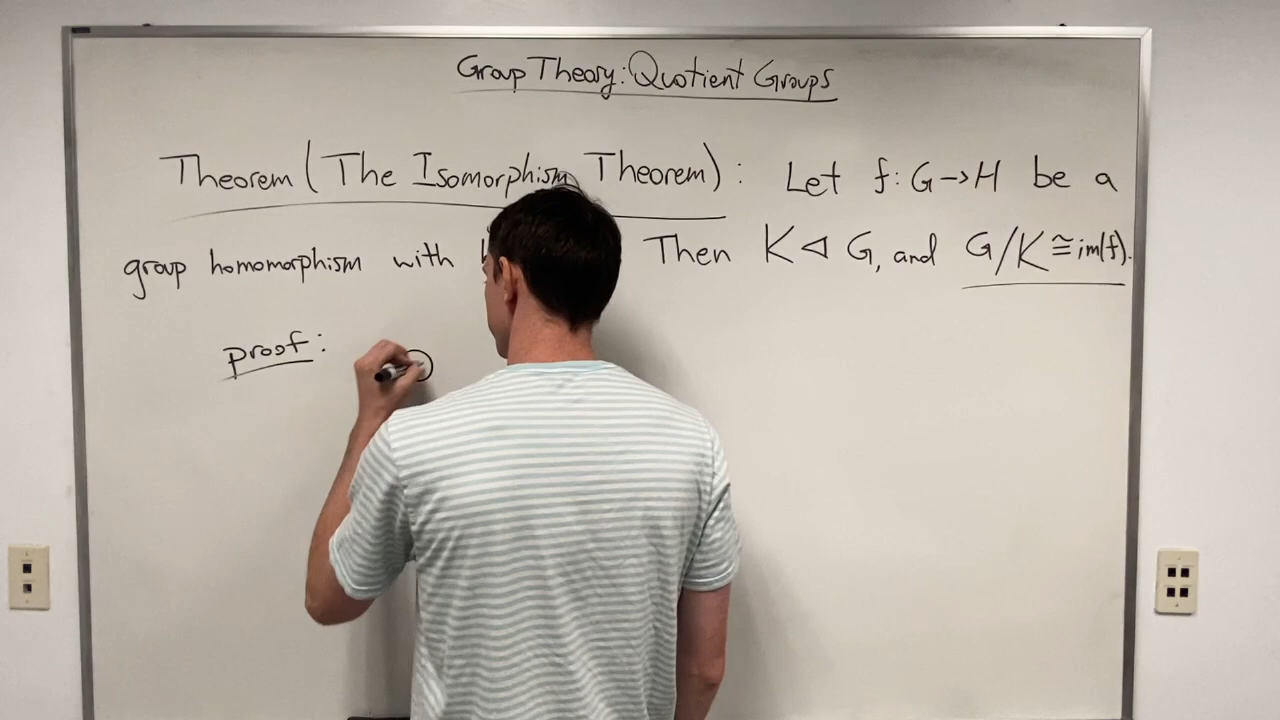 Group Theory: Quotient Groups
Theorem (The Isomorphism Theorem): Let f: G→H be a
group homomorphism with Then K ◁ G, and G/K ≅ im(f).
proof: